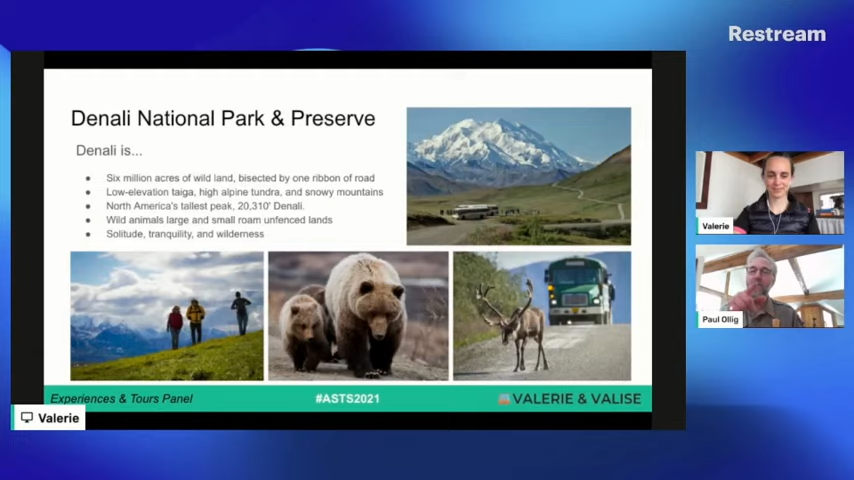 Restream
Denali National Park & Preserve
Denali is...
● Six million acres of wild land, bisected by one ribbon of road
● Low-elevation taiga, high alpine tundra, and snowy mountains
● North America's tallest peak, 20,310' Denali.
● Wild animals large and small roam unfenced lands
● Solitude, tranquility, and wilderness
Valerie
Paul Ollig
Experiences & Tours Panel
#ASTS2021
VALERIE & VALISE
Valerie